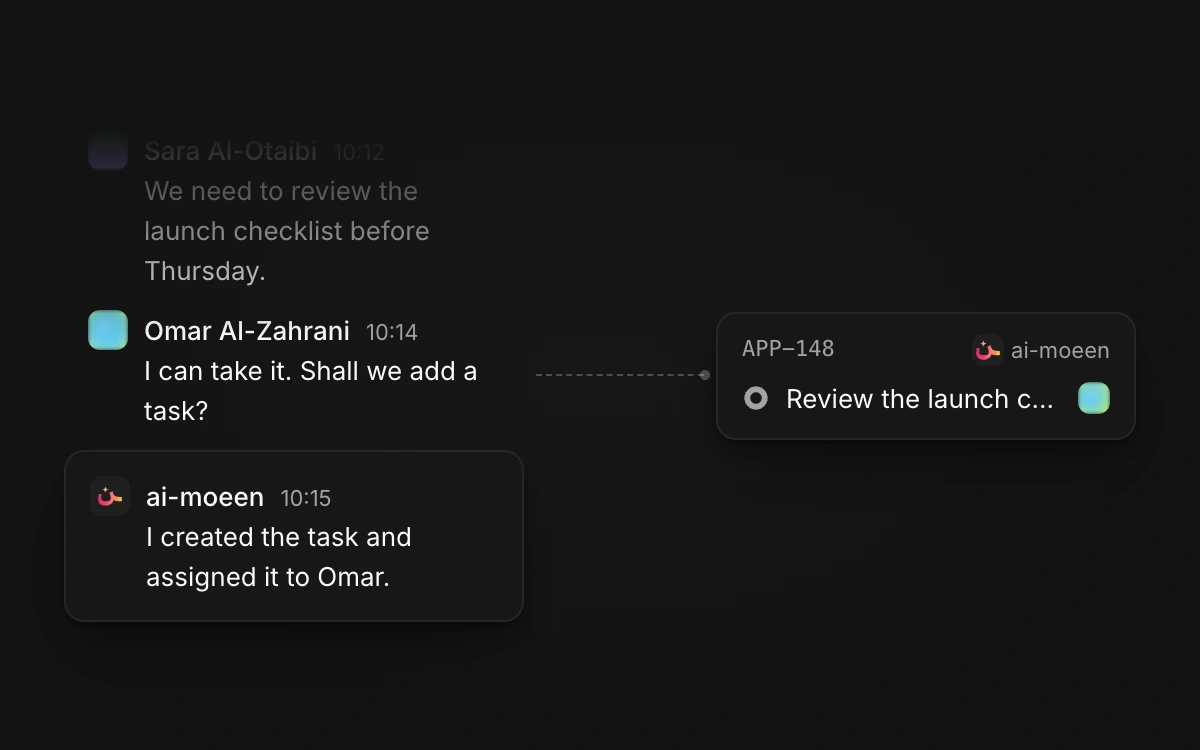 Sara Al-Otaibi 10:12
We need to review the
launch checklist before
Thursday.
Omar Al-Zahrani 10:14
I can take it. Shall we add a
task?
ai-moeen 10:15
I created the task and
assigned it to Omar.
APP–148 ai-moeen
Review the launch c...